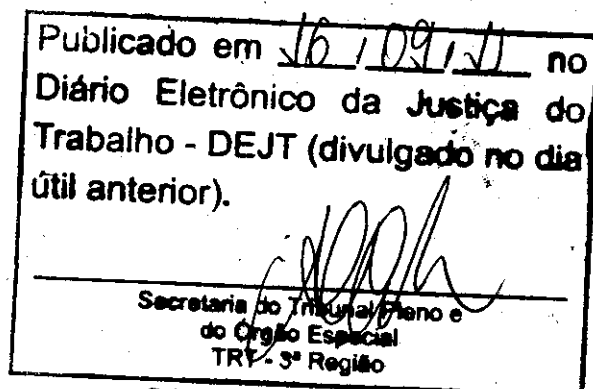 Publicado em 16 / 09 / 11 no
Diário Eletrônico da Justiça do
Trabalho - DEJT (divulgado no dia
útil anterior).
Secretaria do Tribunal Pleno e
do Órgão Especial
TRT - 3ª Região